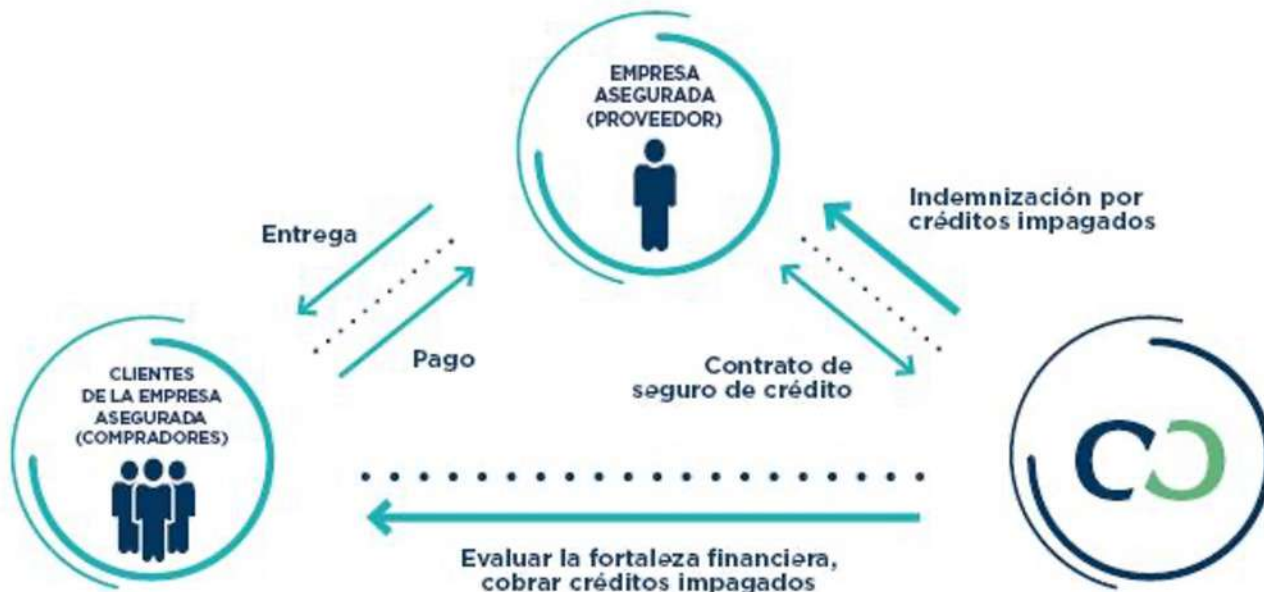 EMPRESA
ASEGURADA
(PROVEEDOR)
Indemnización por
créditos impagados
Entrega
Pago
Contrato de
seguro de crédito
CLIENTES
DE LA EMPRESA
ASEGURADA
(COMPRADORES)
Evaluar la fortaleza financiera,
cobrar créditos impagados